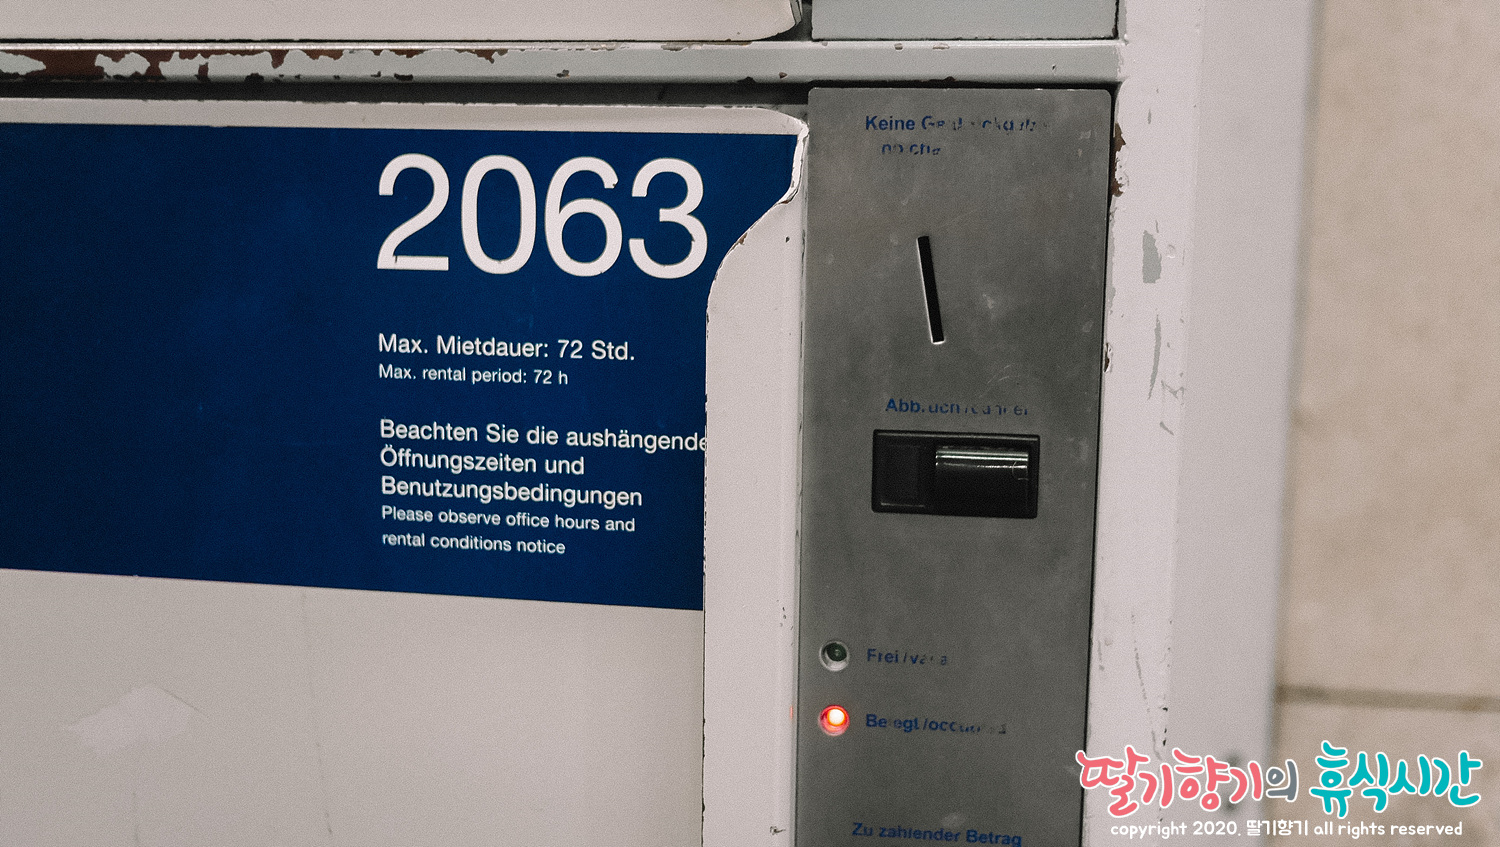 2063
Max. Mietdauer: 72 Std.
Max. rental period: 72 h
Beachten Sie die aushängende
Öffnungszeiten und
Benutzungsbedingungen
Please observe office hours and
rental conditions notice
Keine
no
Frei /
Belegt /
Zu zahlender Betrag
딸기향기의 휴식시간
copyright 2020. 딸기향기 all rights reserved